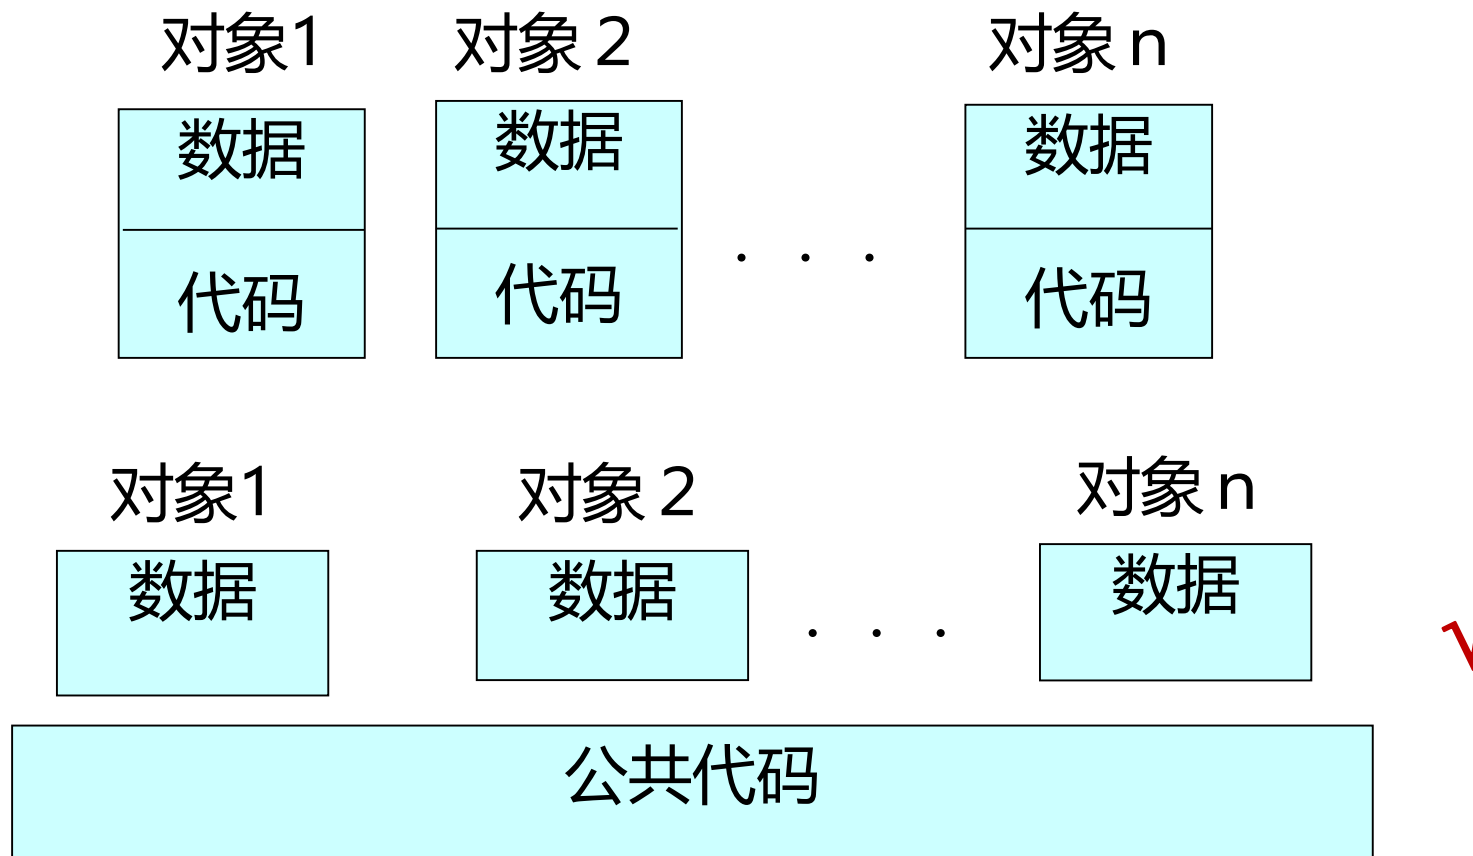 对象1 对象 2 对象 n
数据 数据 数据
· · ·
代码 代码 代码
对象1 对象 2 对象 n
数据 数据 数据
· · ·
公共代码